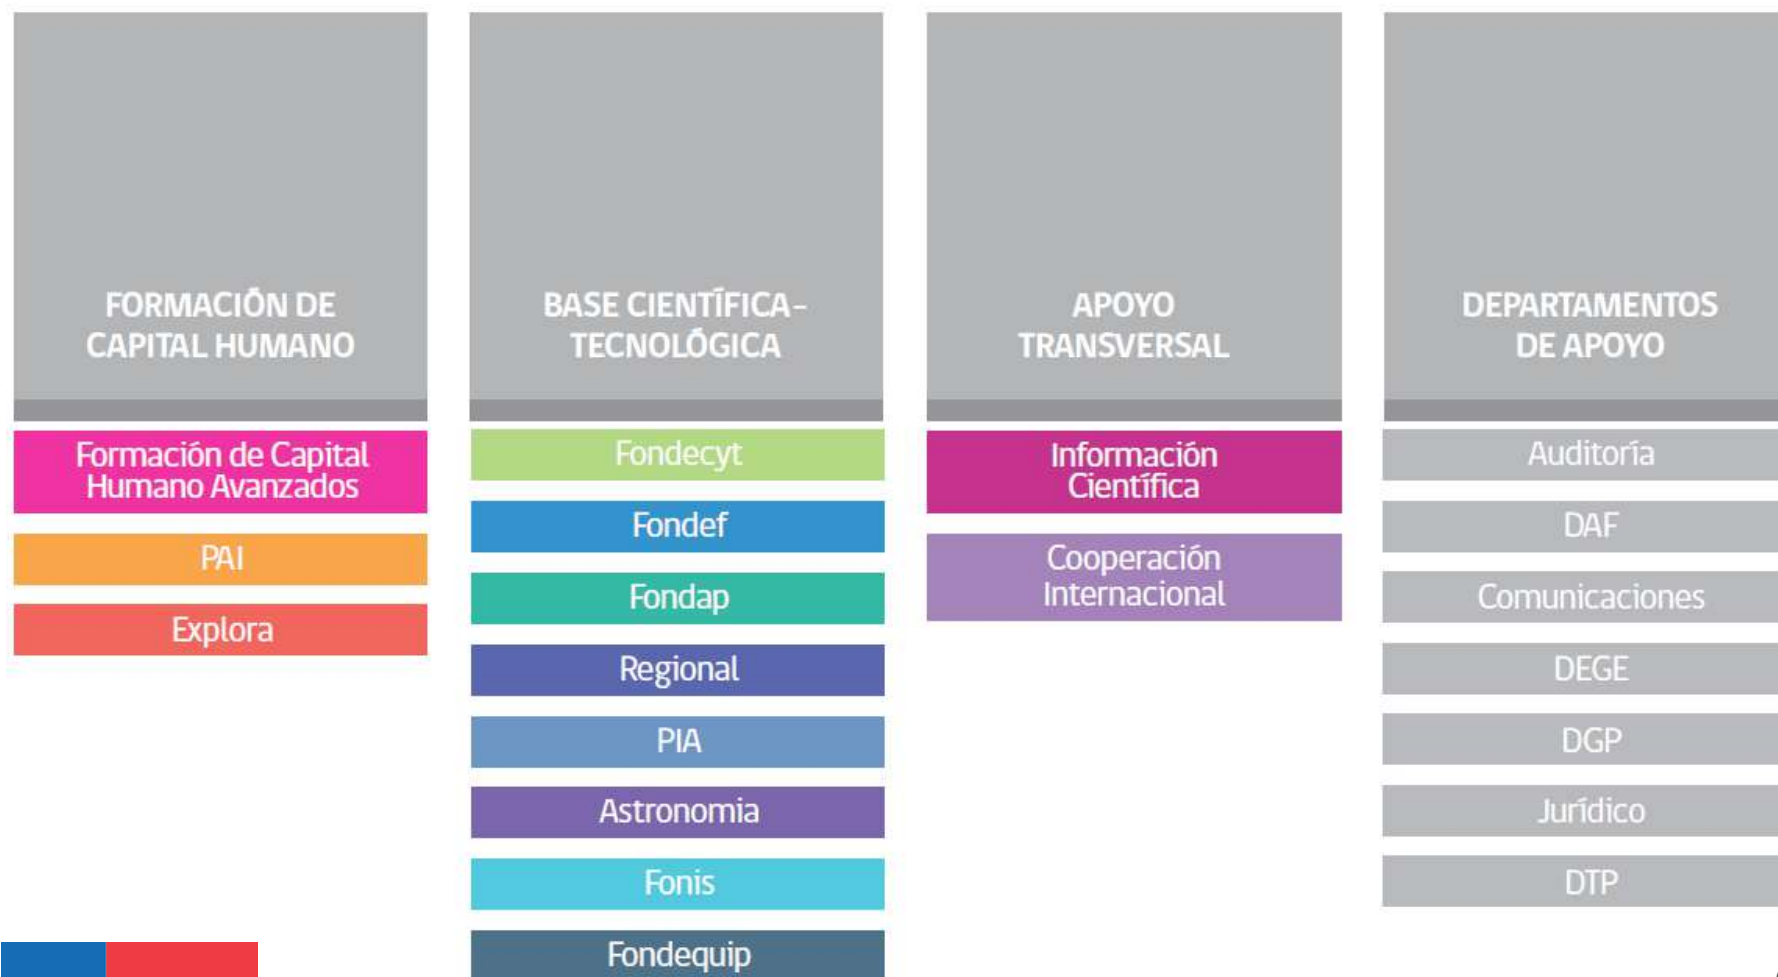 FORMACIÓN DE
CAPITAL HUMANO
Formación de Capital
Humano Avanzados
PAI
Explora
BASE CIENTÍFICA-
TECNOLÓGICA
Fondecyt
Fondef
Fondap
Regional
PIA
Astronomia
Fonis
Fondequip
APOYO
TRANSVERSAL
Información
Científica
Cooperación
Internacional
DEPARTAMENTOS
DE APOYO
Auditoría
DAF
Comunicaciones
DEGE
DGP
Jurídico
DTP